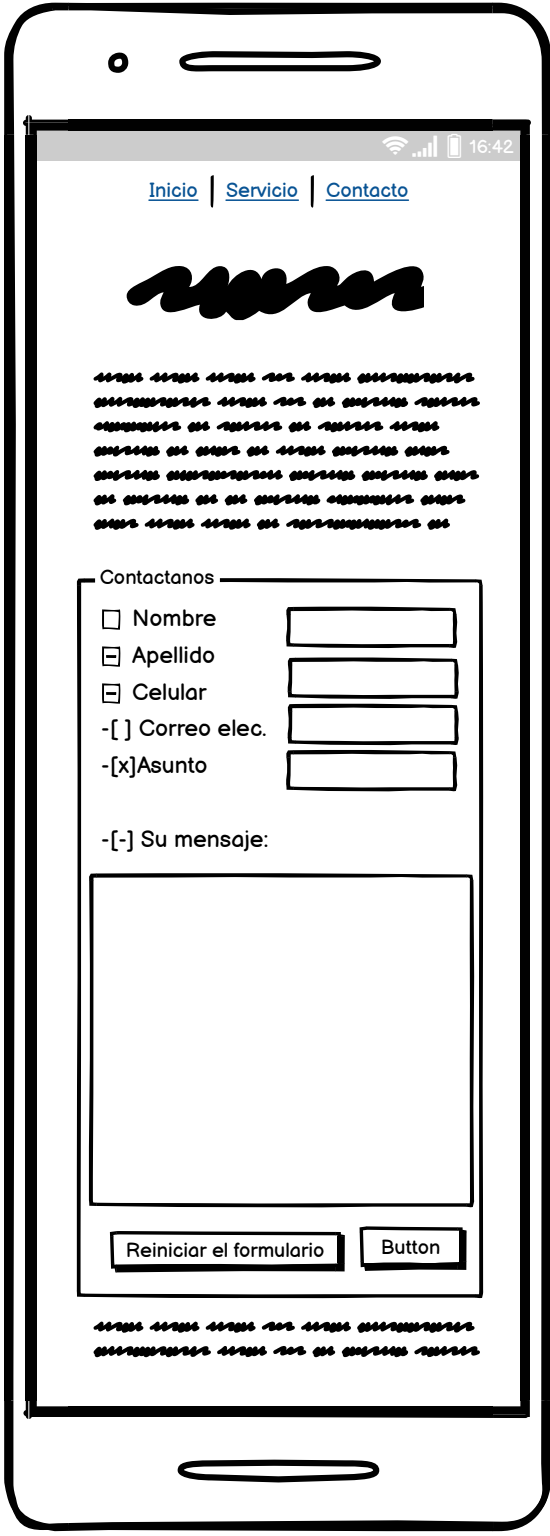 16:42
Inicio | Servicio | Contacto
Contactanos
Nombre
Apellido
Celular
-[ ] Correo elec.
-[x]Asunto
-[-] Su mensaje:
Reiniciar el formulario Button